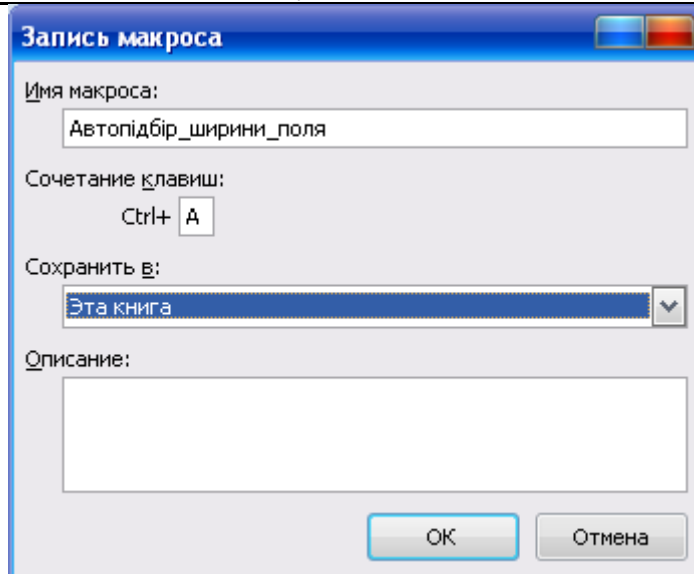 Запись макроса
Имя макроса:
Автопідбір_ширини_поля
Сочетание клавиш:
Ctrl+ А
Сохранить в:
Эта книга
Описание:
ОК
Отмена